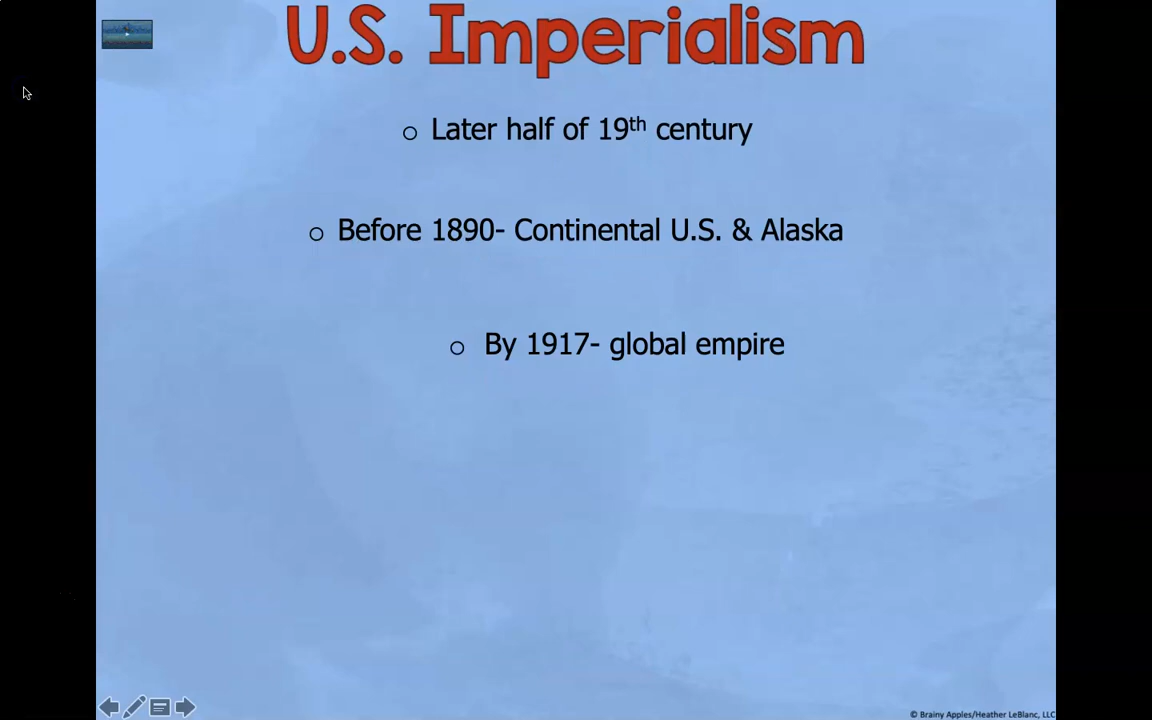 U.S. Imperialism
○ Later half of 19th century
○ Before 1890- Continental U.S. & Alaska
○ By 1917- global empire
© Brainy Apples/Heather LeBlanc, LLC